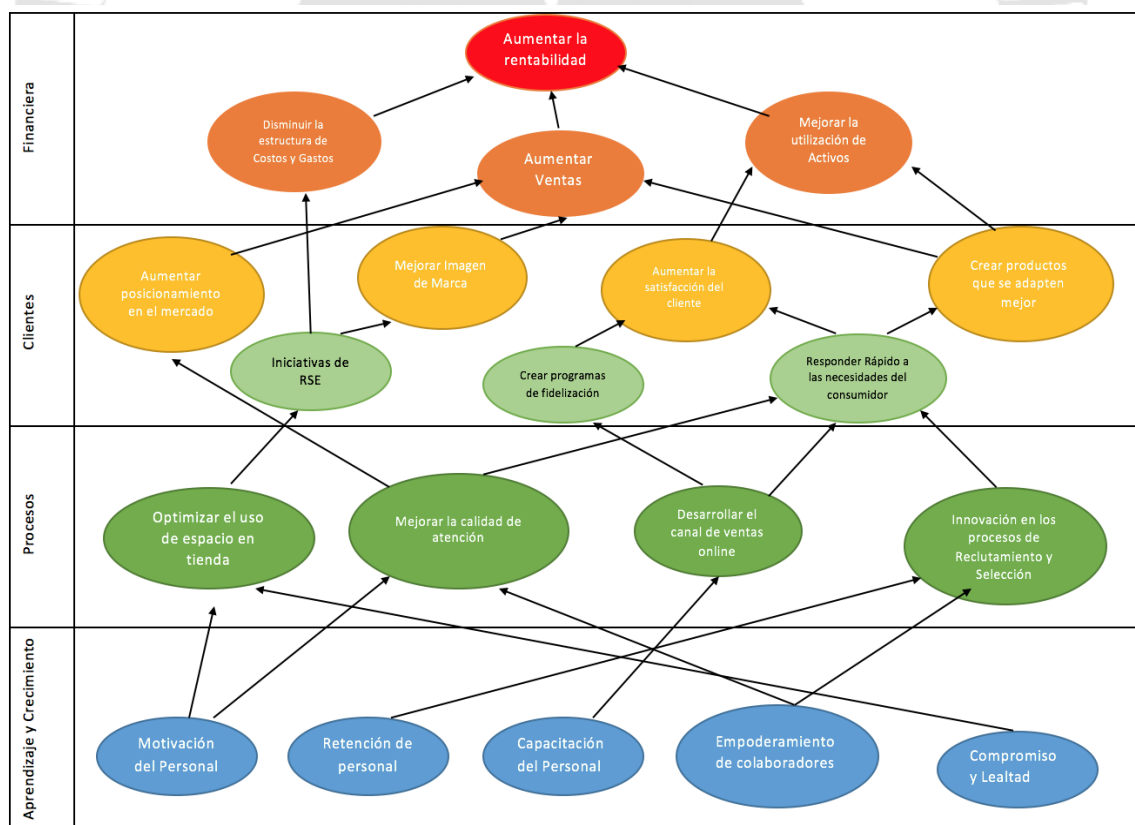 Financiera
Aumentar la
rentabilidad
Disminuir la
estructura de
Costos y Gastos
Aumentar
Ventas
Mejorar la
utilización de
Activos
Clientes
Aumentar
posicionamiento
en el mercado
Mejorar Imagen
de Marca
Aumentar la
satisfacción del
cliente
Crear productos
que se adapten
mejor
Iniciativas de
RSE
Crear programas
de fidelización
Responder Rápido a
las necesidades del
consumidor
Procesos
Optimizar el uso
de espacio en
tienda
Mejorar la calidad de
atención
Desarrollar el
canal de ventas
online
Innovación en los
procesos de
Reclutamiento y
Selección
Aprendizaje y Crecimiento
Motivación
del Personal
Retención de
personal
Capacitación
del Personal
Empoderamiento
de colaboradores
Compromiso
y Lealtad